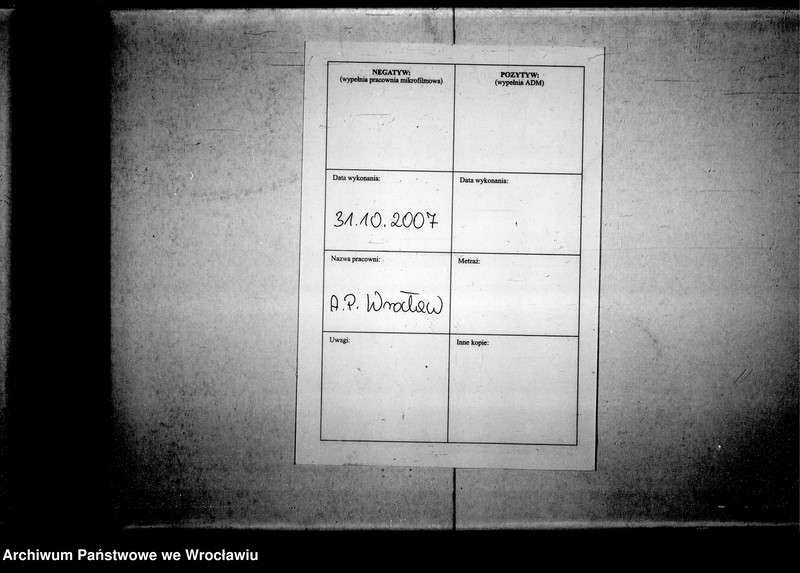 NEGATYW:
(wypełnia pracownia mikrofilmowa)
POZYTYW:
(wypełnia ADM)
Data wykonania:
31.10.2007
Data wykonania:
Nazwa pracowni:
A.P. Wrocław
Metraż:
Uwagi:
Inne kopie:
Archiwum Państwowe we Wrocławiu